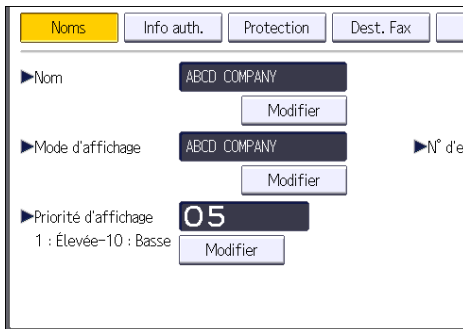 Noms Info auth. Protection Dest. Fax
▶Nom ABCD COMPANY
Modifier
▶Mode d'affichage ABCD COMPANY ▶N° d'e
Modifier
▶Priorité d'affichage 05
1 : Élevée-10 : Basse Modifier